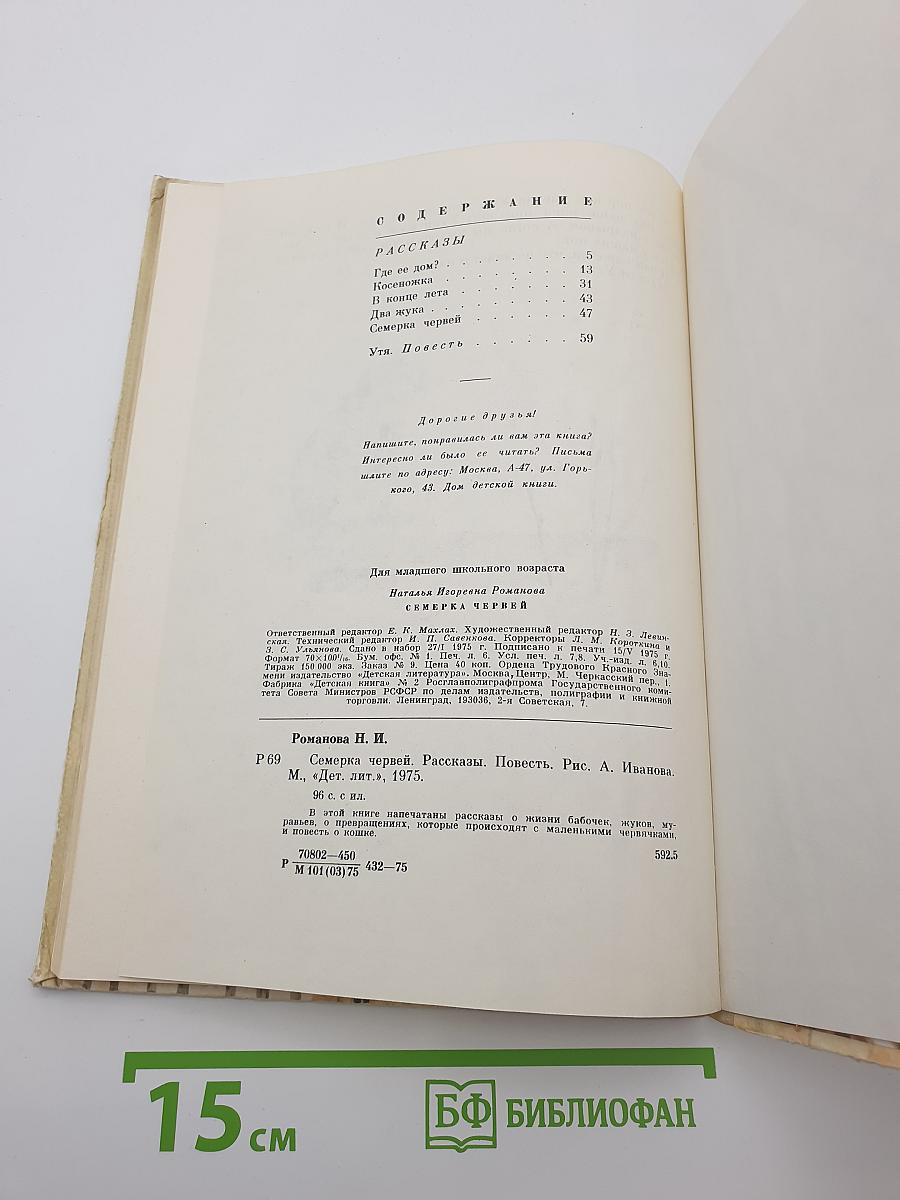 СОДЕРЖАНИЕ
РАССКАЗЫ
Где ее дом? . . . . . . . . . 5
Косеножка . . . . . . . . . 13
В конце лета . . . . . . . . 31
Два жука . . . . . . . . . . 43
Семерка червей . . . . . . 47
Утя. Повесть . . . . . . 59
Дорогие друзья!
Напишите, понравилась ли вам эта книга?
Интересно ли было ее читать? Письма
шлите по адресу: Москва, А-47, ул. Горь-
кого, 43. Дом детской книги.
Для младшего школьного возраста
Наталья Игоревна Романова
СЕМЕРКА ЧЕРВЕЙ
Ответственный редактор Е. К. Махлах. Художественный редактор Н. З. Левин-
ская. Технический редактор И. П. Савенкова. Корректоры Л. М. Короткина и
З. С. Ульянова. Сдано в набор 27/I 1975 г. Подписано к печати 15/V 1975 г.
Формат 70×100¹/₁₆. Бум. офс. № 1. Печ. л. 6. Усл. печ. л. 7,8. Уч.-изд. л. 6,10.
Тираж 150 000 экз. Заказ № 9. Цена 40 коп. Ордена Трудового Красного Зна-
мени издательство «Детская литература». Москва, Центр, М. Черкасский пер., 1.
Фабрика «Детская книга» № 2 Росглавполиграфпрома Государственного коми-
тета Совета Министров РСФСР по делам издательств, полиграфии и книжной
торговли. Ленинград, 193036, 2-я Советская, 7.
Романова Н. И.
Р 69 Семерка червей. Рассказы. Повесть. Рис. А. Иванова.
М., «Дет. лит.», 1975.
96 с. с ил.
В этой книге напечатаны рассказы о жизни бабочек, жуков, му-
равьев, о превращениях, которые происходят с маленькими червячками,
и повесть о кошке.
Р 70802—450
М 101(03)75 432—75
592.5
15 см
БФ БИБЛИОФАН